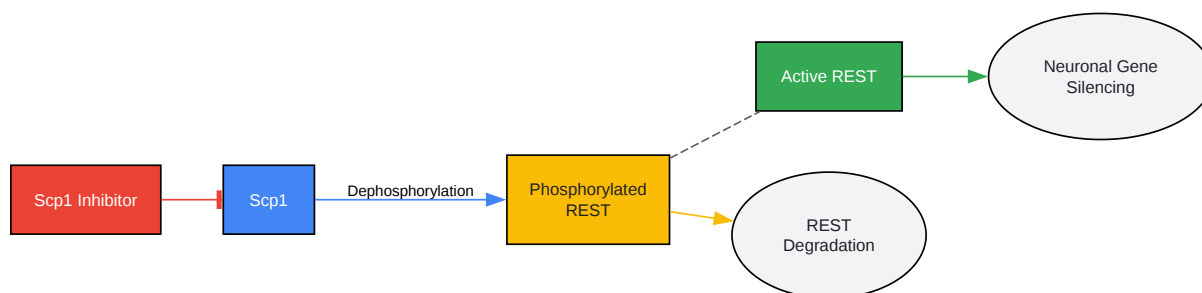 Scp1 Inhibitor
Scp1
Dephosphorylation
Phosphorylated
REST
Active REST
Neuronal Gene
Silencing
REST
Degradation